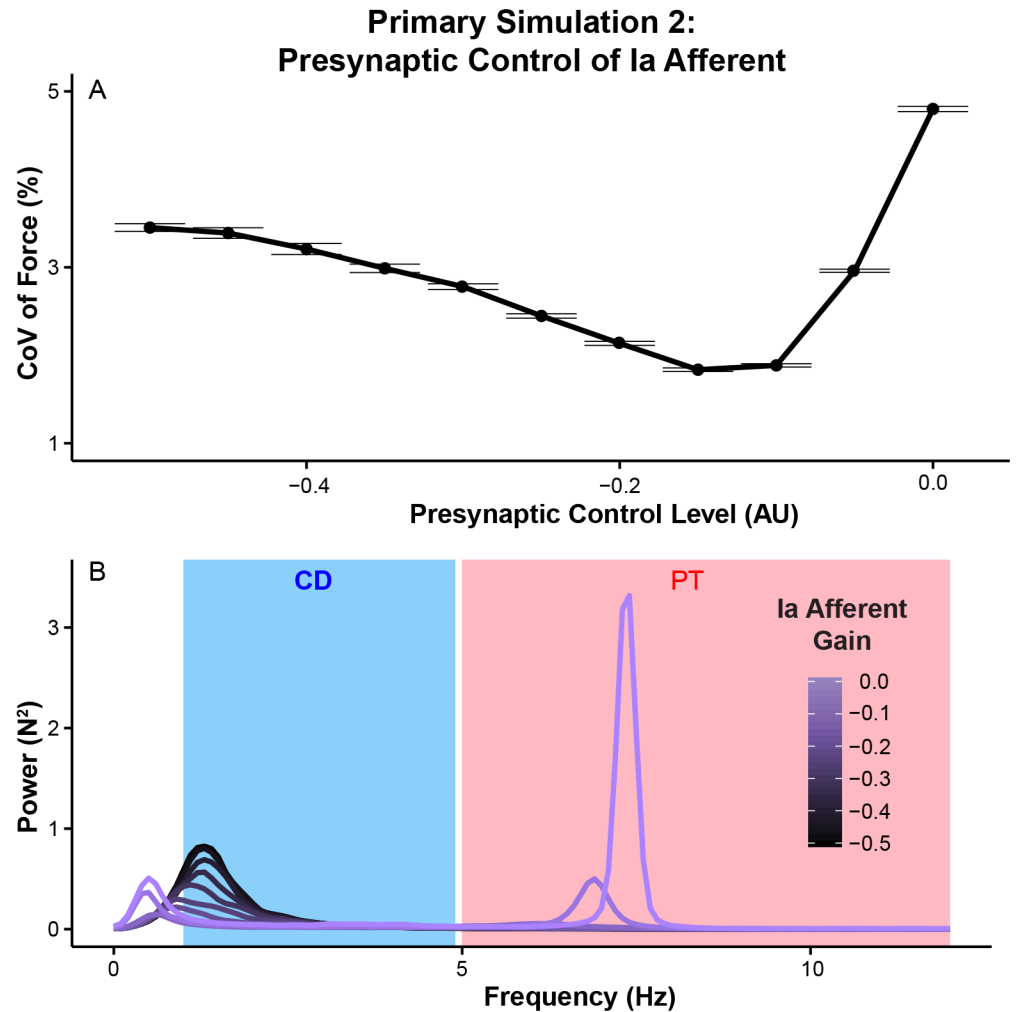 Primary Simulation 2:
Presynaptic Control of Ia Afferent
A
5
3
1
CoV of Force (%)
−0.4
−0.2
0.0
Presynaptic Control Level (AU)
B
CD
PT
Ia Afferent
Gain
0.0
−0.1
−0.2
−0.3
−0.4
−0.5
3
2
1
0
Power (N²)
0
5
10
Frequency (Hz)